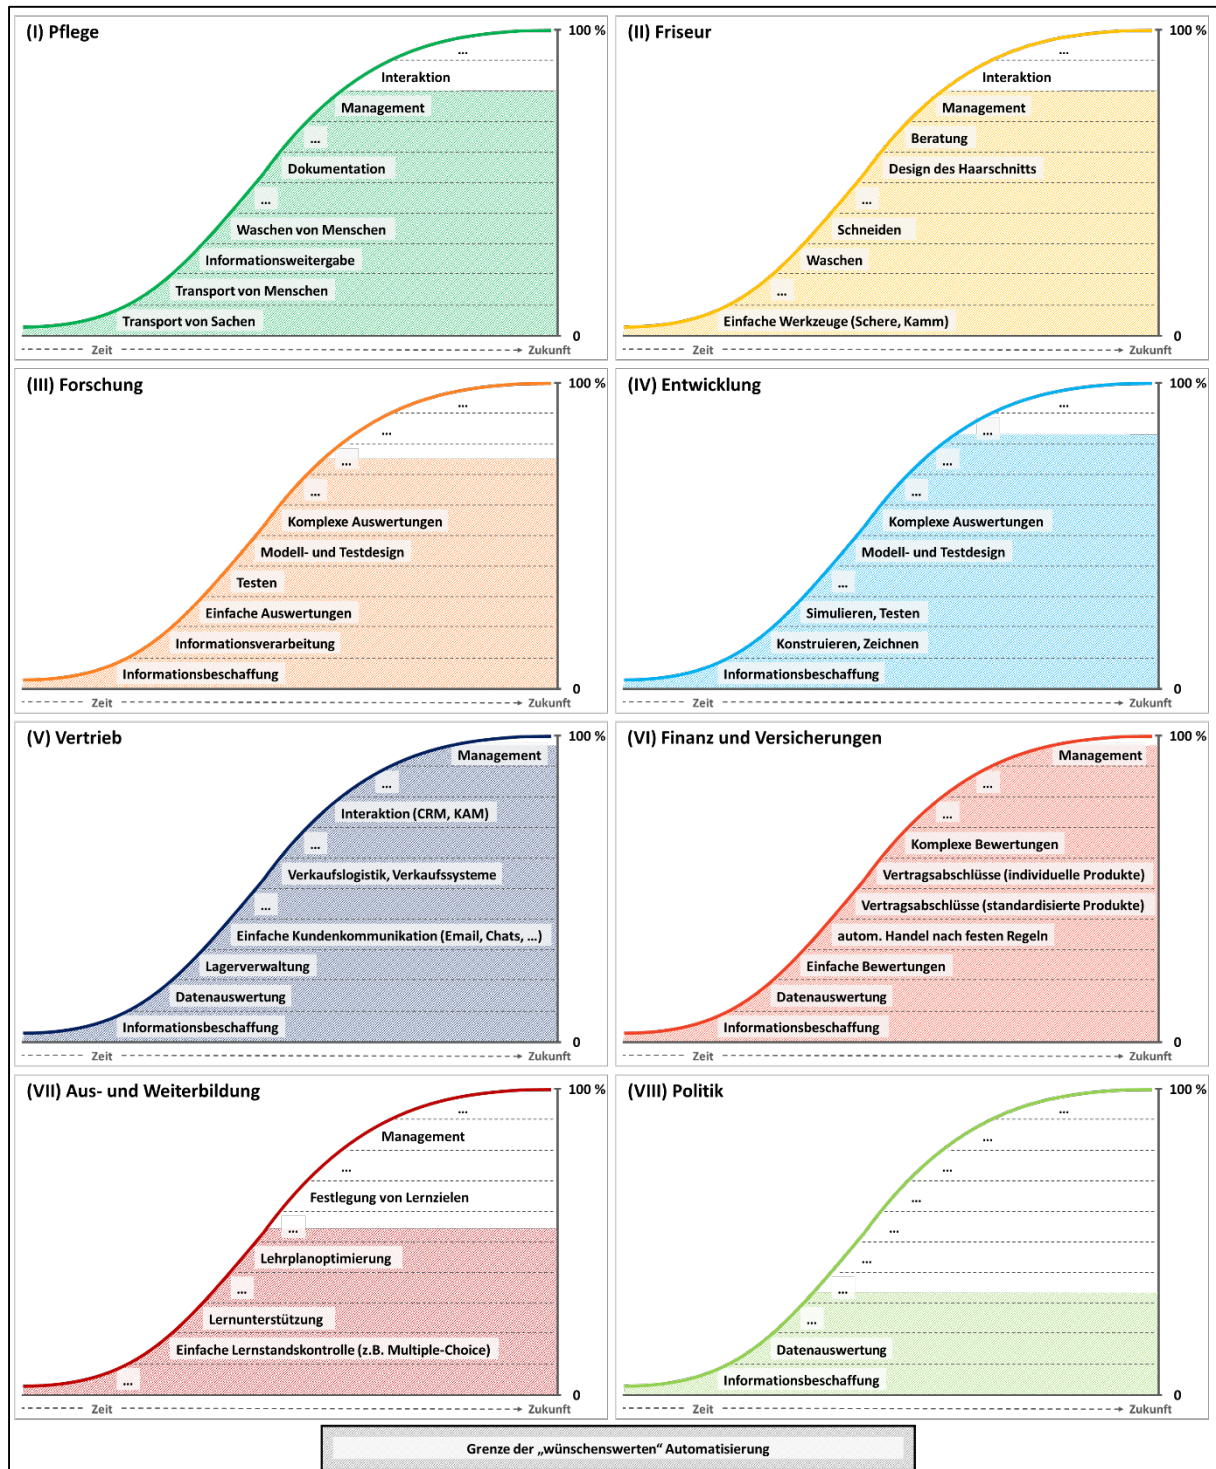 (I) Pflege
100 %
...
Interaktion
Management
...
Dokumentation
...
Waschen von Menschen
Informationsweitergabe
Transport von Menschen
Transport von Sachen
0
Zeit
Zukunft
(II) Friseur
100 %
...
Interaktion
Management
Beratung
Design des Haarschnitts
...
Schneiden
Waschen
...
Einfache Werkzeuge (Schere, Kamm)
0
Zeit
Zukunft
(III) Forschung
100 %
...
...
...
...
Komplexe Auswertungen
Modell- und Testdesign
Testen
Einfache Auswertungen
Informationsverarbeitung
Informationsbeschaffung
0
Zeit
Zukunft
(IV) Entwicklung
100 %
...
...
...
...
Komplexe Auswertungen
Modell- und Testdesign
...
Simulieren, Testen
Konstruieren, Zeichnen
Informationsbeschaffung
0
Zeit
Zukunft
(V) Vertrieb
100 %
Management
...
Interaktion (CRM, KAM)
...
Verkaufslogistik, Verkaufssysteme
...
Einfache Kundenkommunikation (Email, Chats, ...)
Lagerverwaltung
Datenauswertung
Informationsbeschaffung
0
Zeit
Zukunft
(VI) Finanz und Versicherungen
100 %
Management
...
...
Komplexe Bewertungen
Vertragsabschlüsse (individuelle Produkte)
Vertragsabschlüsse (standardisierte Produkte)
autom. Handel nach festen Regeln
Einfache Bewertungen
Datenauswertung
Informationsbeschaffung
0
Zeit
Zukunft
(VII) Aus- und Weiterbildung
100 %
...
Management
...
Festlegung von Lernzielen
...
Lehrplanoptimierung
...
Lernunterstützung
Einfache Lernstandskontrolle (z.B. Multiple-Choice)
...
0
Zeit
Zukunft
(VIII) Politik
100 %
...
...
...
...
...
...
...
...
Datenauswertung
Informationsbeschaffung
0
Zeit
Zukunft
Grenze der „wünschenswerten“ Automatisierung